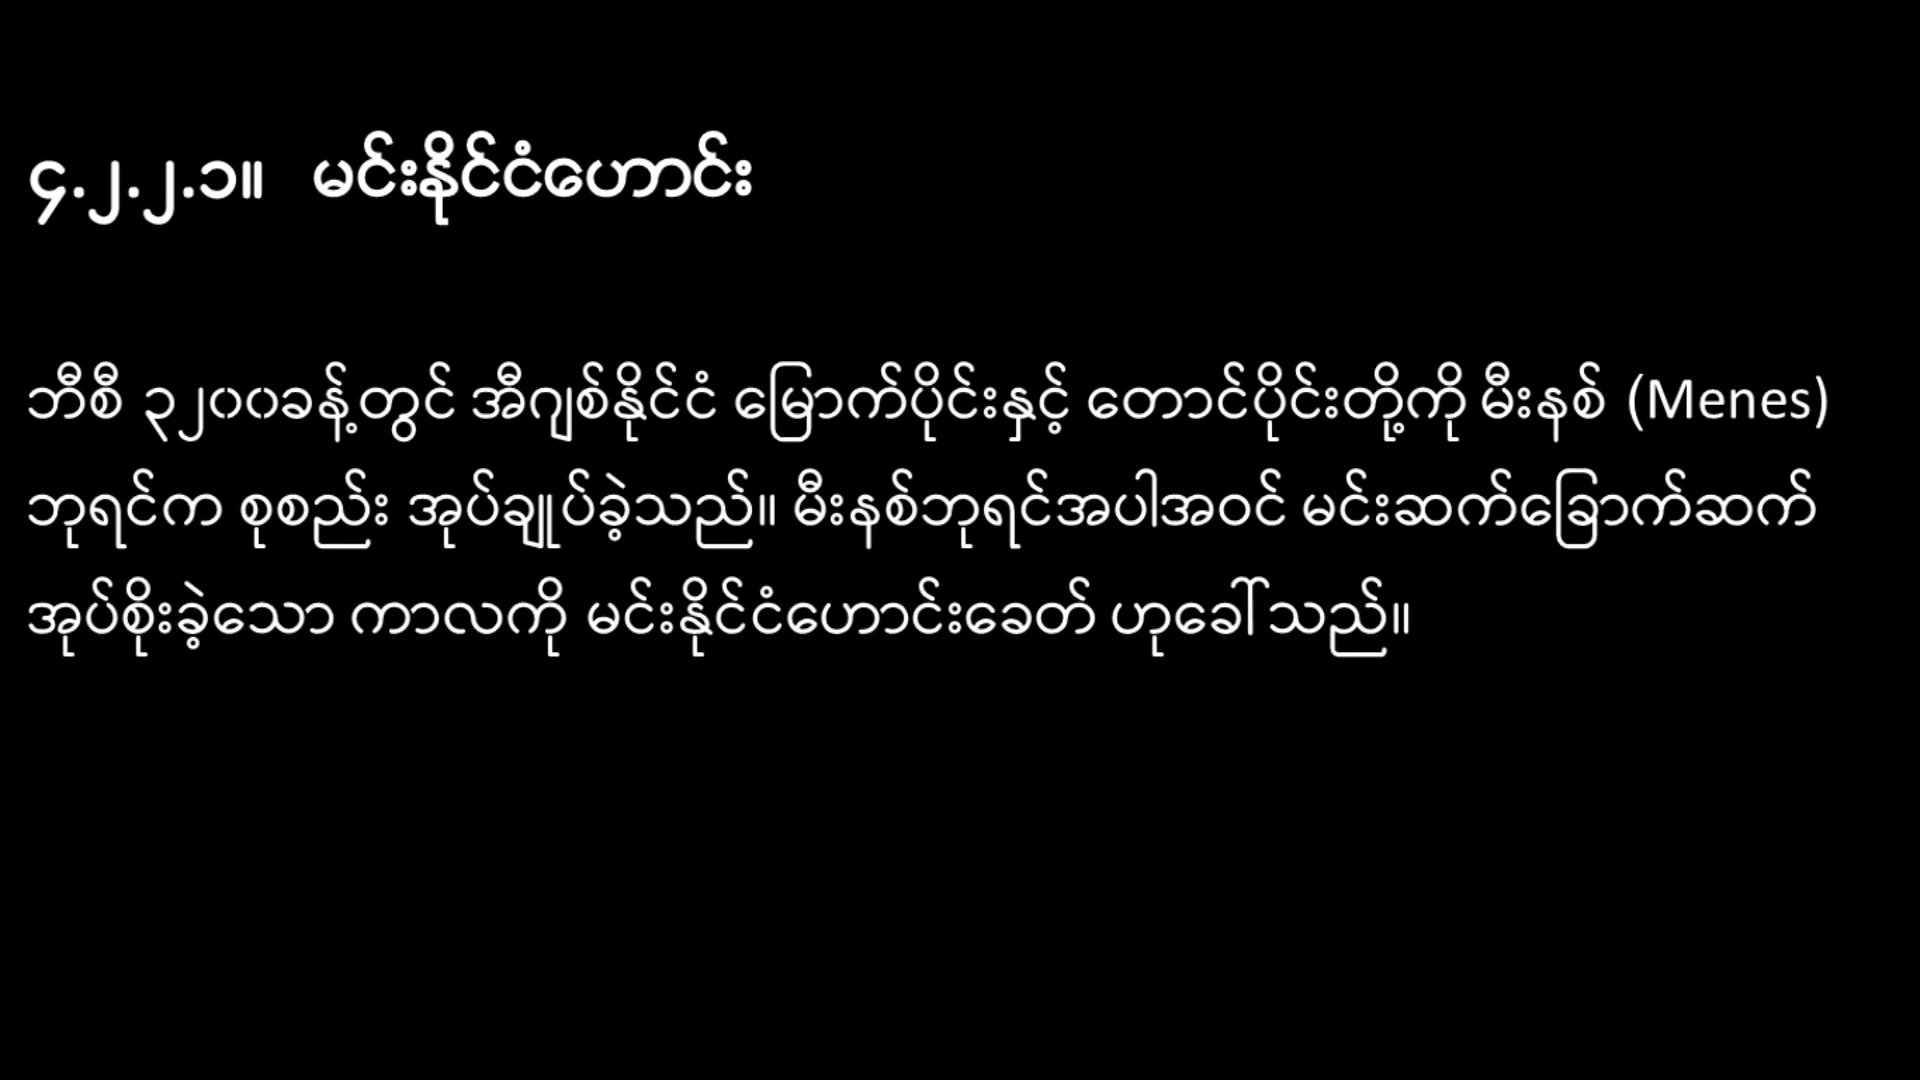 ၄.၂.၂.၁။ မင်းနိုင်ငံဟောင်း
ဘီစီ ၃၂၀၀ခန့်တွင် အီဂျစ်နိုင်ငံ မြောက်ပိုင်းနှင့် တောင်ပိုင်းတို့ကို မီးနစ် (Menes)
ဘုရင်က စုစည်း အုပ်ချုပ်ခဲ့သည်။ မီးနစ်ဘုရင်အပါအဝင် မင်းဆက်ခြောက်ဆက်
အုပ်စိုးခဲ့သော ကာလကို မင်းနိုင်ငံဟောင်းခေတ် ဟုခေါ်သည်။